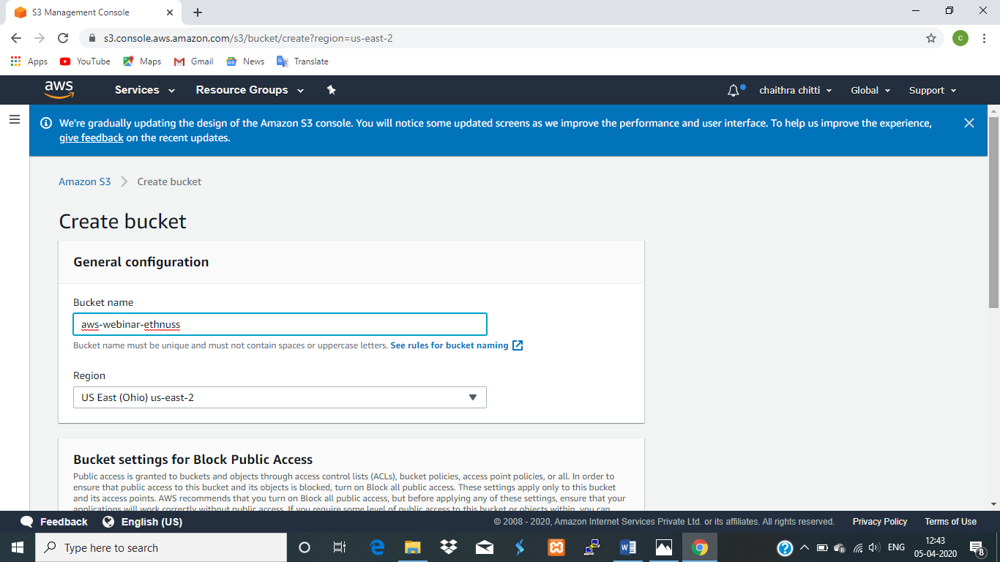 S3 Management Console
s3.console.aws.amazon.com/s3/bucket/create?region=us-east-2
c
Apps YouTube Maps Gmail News Translate
aws Services Resource Groups chaithra chitti Global Support
We're gradually updating the design of the Amazon S3 console. You will notice some updated screens as we improve the performance and user interface. To help us improve the experience,
give feedback on the recent updates.
Amazon S3 Create bucket
Create bucket
General configuration
Bucket name
aws-webinar-ethnuss
Bucket name must be unique and must not contain spaces or uppercase letters. See rules for bucket naming
Region
US East (Ohio) us-east-2
Bucket settings for Block Public Access
Public access is granted to buckets and objects through access control lists (ACLs), bucket policies, access point policies, or all. In order to
ensure that public access to this bucket and its objects is blocked, turn on Block all public access. These settings apply only to this bucket
and its access points. AWS recommends that you turn on Block all public access, but before applying any of these settings, ensure that your
applications will work correctly without public access. If you require some level of public access to this bucket or objects within, you can
Feedback English (US) © 2008 - 2020, Amazon Internet Services Private Ltd. or its affiliates. All rights reserved. Privacy Policy Terms of Use
Type here to search
ENG
12:43
05-04-2020
8